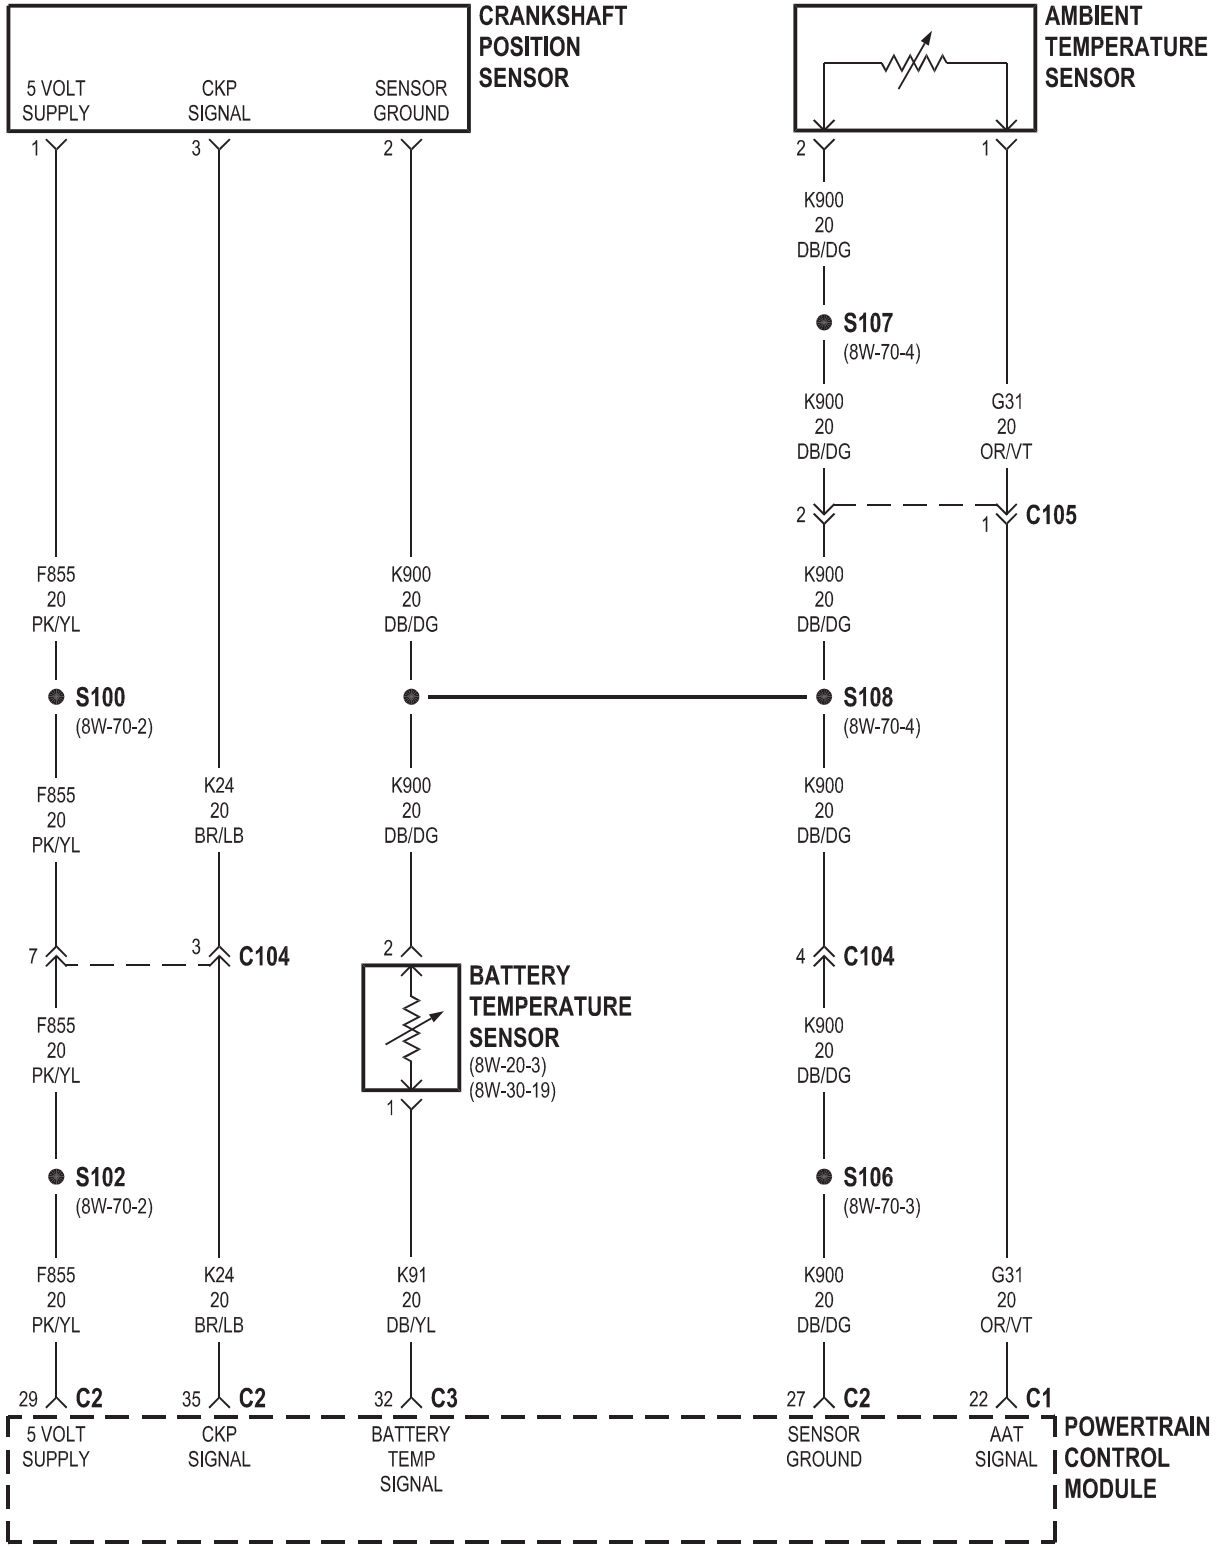 CRANKSHAFT
POSITION
SENSOR
5 VOLT
SUPPLY
CKP
SIGNAL
SENSOR
GROUND
1
3
2
AMBIENT
TEMPERATURE
SENSOR
2
1
K900
20
DB/DG
S107
(8W-70-4)
K900
20
DB/DG
G31
20
OR/VT
2
1
C105
F855
20
PK/YL
K900
20
DB/DG
K900
20
DB/DG
S100
(8W-70-2)
S108
(8W-70-4)
F855
20
PK/YL
K24
20
BR/LB
K900
20
DB/DG
K900
20
DB/DG
7
3
C104
2
4
C104
BATTERY
TEMPERATURE
SENSOR
(8W-20-3)
(8W-30-19)
1
F855
20
PK/YL
K900
20
DB/DG
S102
(8W-70-2)
S106
(8W-70-3)
F855
20
PK/YL
K24
20
BR/LB
K91
20
DB/YL
K900
20
DB/DG
G31
20
OR/VT
29
C2
35
C2
32
C3
27
C2
22
C1
5 VOLT
SUPPLY
CKP
SIGNAL
BATTERY
TEMP
SIGNAL
SENSOR
GROUND
AAT
SIGNAL
POWERTRAIN
CONTROL
MODULE